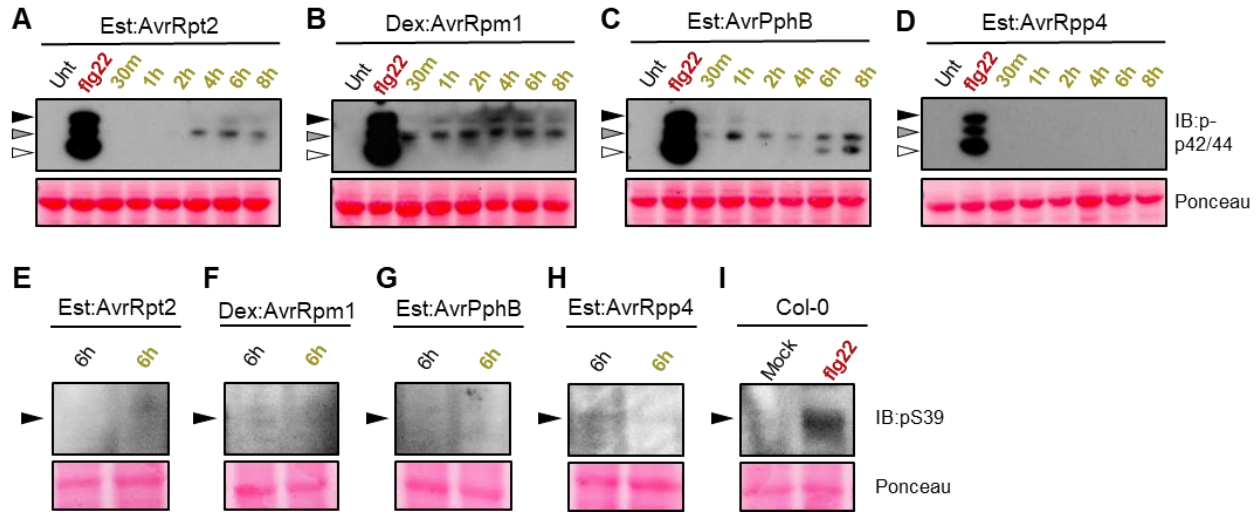 A
Est:AvrRpt2
Unt flg22 30m 1h 2h 4h 6h 8h
B
Dex:AvrRpm1
Unt flg22 30m 1h 2h 4h 6h 8h
C
Est:AvrPphB
Unt flg22 30m 1h 2h 4h 6h 8h
D
Est:AvrRpp4
Unt flg22 30m 1h 2h 4h 6h 8h
IB:p-
p42/44
Ponceau
E
Est:AvrRpt2
6h 6h
F
Dex:AvrRpm1
6h 6h
G
Est:AvrPphB
6h 6h
H
Est:AvrRpp4
6h 6h
I
Col-0
Mock flg22
IB:pS39
Ponceau